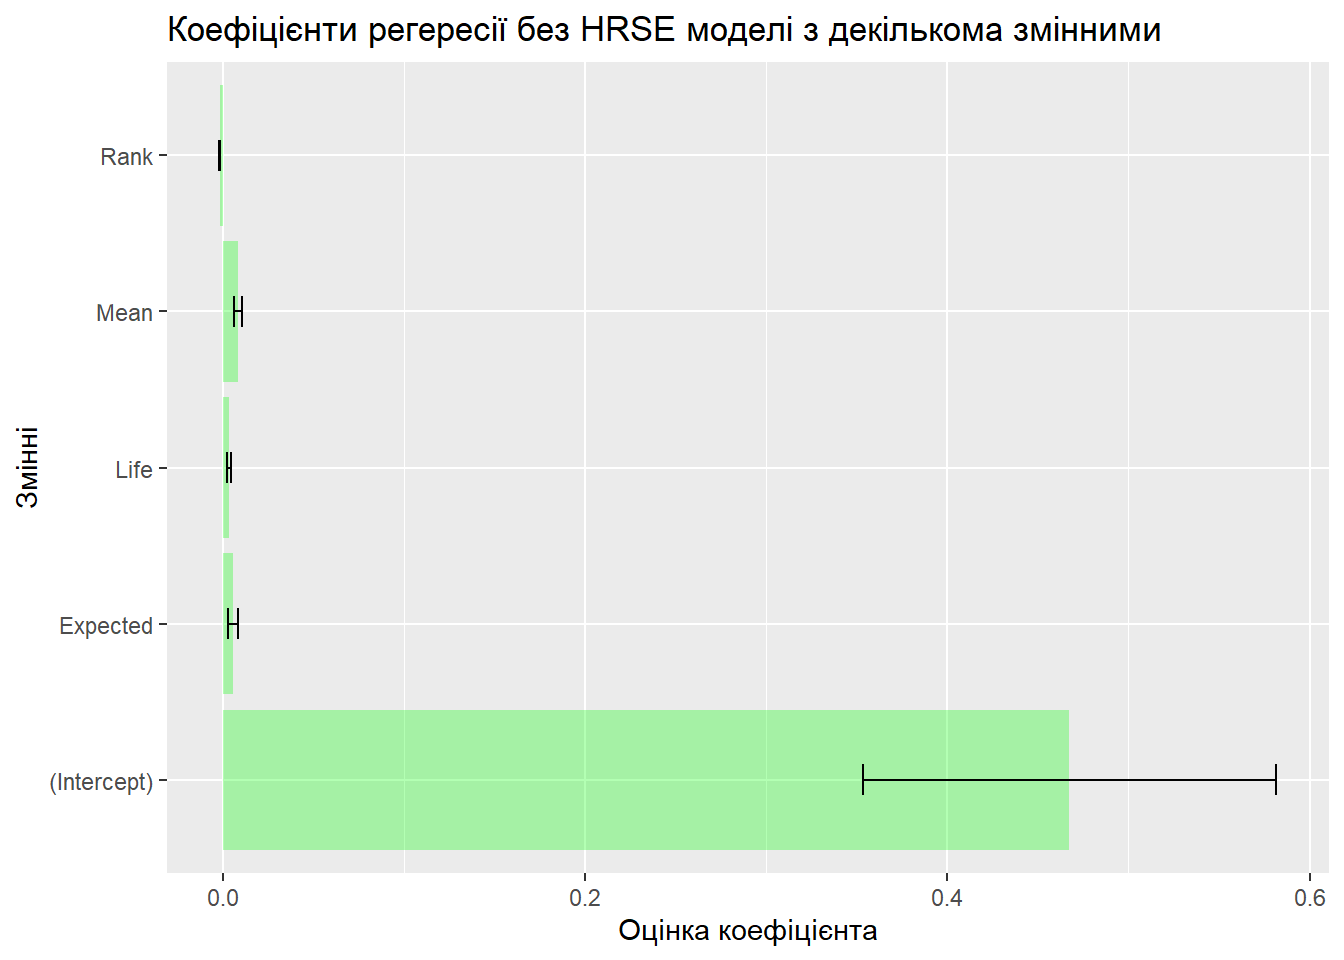 Коефіцієнти регересії без HRSE моделі з декількома змінними
Змінні
Rank
Mean
Life
Expected
(Intercept)
0.0 0.2 0.4 0.6
Оцінка коефіцієнта